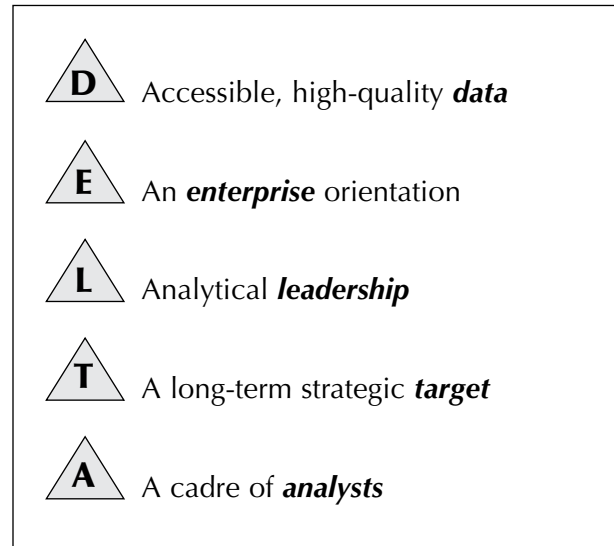 D Accessible, high-quality data
E An enterprise orientation
L Analytical leadership
T A long-term strategic target
A A cadre of analysts